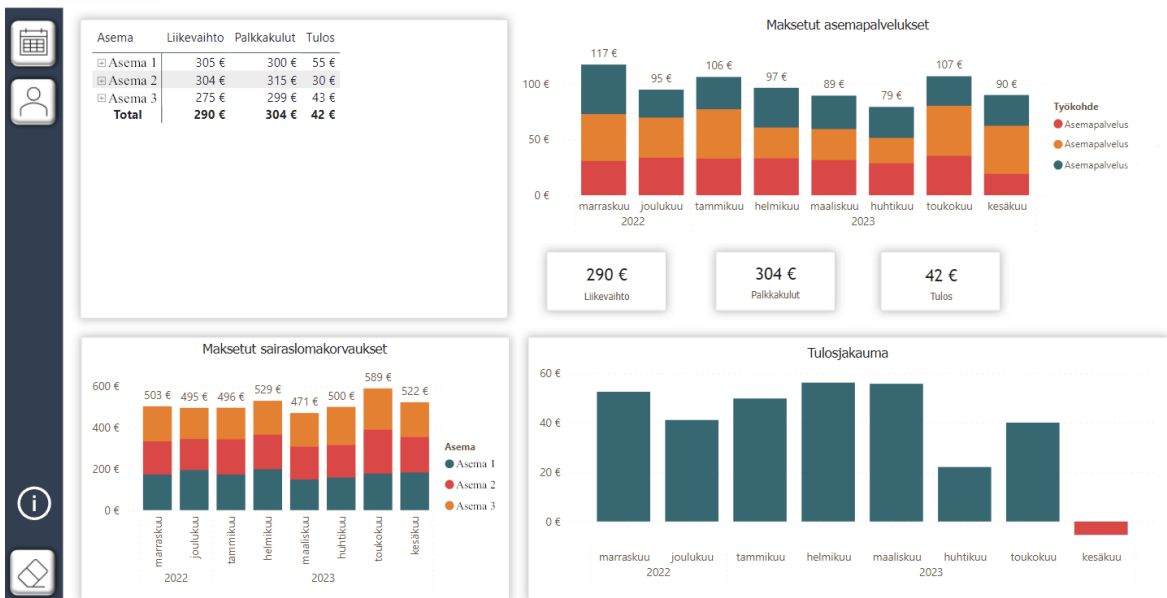 Asema Liikevaihto Palkkakulut Tulos
Asema 1 305 € 300 € 55 €
Asema 2 304 € 315 € 30 €
Asema 3 275 € 299 € 43 €
Total 290 € 304 € 42 €
Maksetut asemapalvelukset
117 € 95 € 106 € 97 € 89 € 79 € 107 € 90 €
100 €
50 €
0 €
marraskuu joulukuu tammikuu helmikuu maaliskuu huhtikuu toukokuu kesäkuu
2022 2023
Työkohde
Asemapalvelus
Asemapalvelus
Asemapalvelus
290 € 304 € 42 €
Liikevaihto Palkkakulut Tulos
Maksetut sairaslomakorvaukset
503 € 495 € 496 € 529 € 471 € 500 € 589 € 522 €
600 €
400 €
200 €
0 €
marraskuu joulukuu tammikuu helmikuu maaliskuu huhtikuu toukokuu kesäkuu
2022 2023
Asema
Asema 1
Asema 2
Asema 3
Tulosjakauma
60 €
40 €
20 €
0 €
marraskuu joulukuu tammikuu helmikuu maaliskuu huhtikuu toukokuu kesäkuu
2022 2023